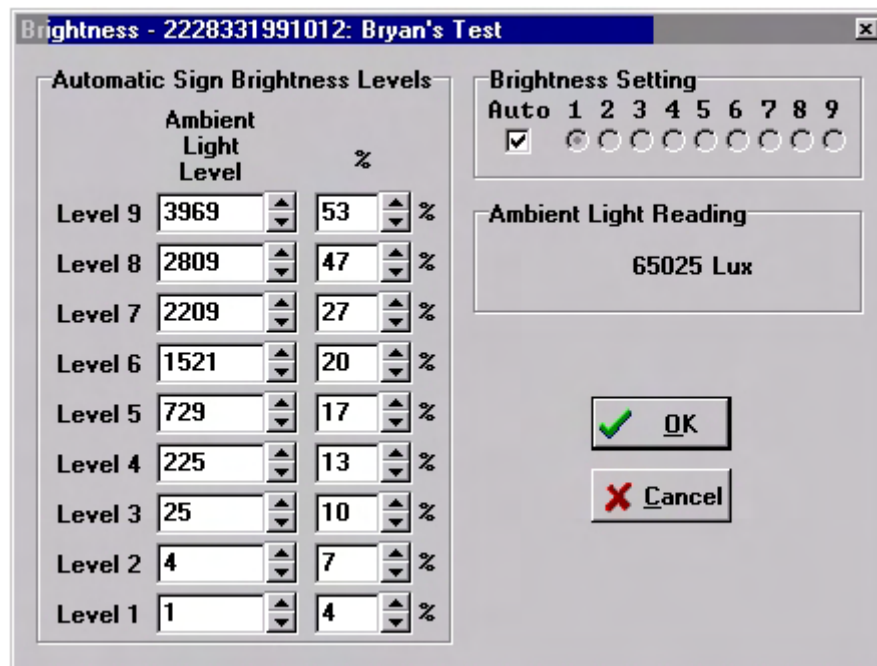 Brightness - 2228331991012: Bryan's Test
Automatic Sign Brightness Levels
Ambient
Light
Level
%
Level 9 3969 53 %
Level 8 2809 47 %
Level 7 2209 27 %
Level 6 1521 20 %
Level 5 729 17 %
Level 4 225 13 %
Level 3 25 10 %
Level 2 4 7 %
Level 1 1 4 %
Brightness Setting
Auto 1 2 3 4 5 6 7 8 9
Ambient Light Reading
65025 Lux
OK
Cancel